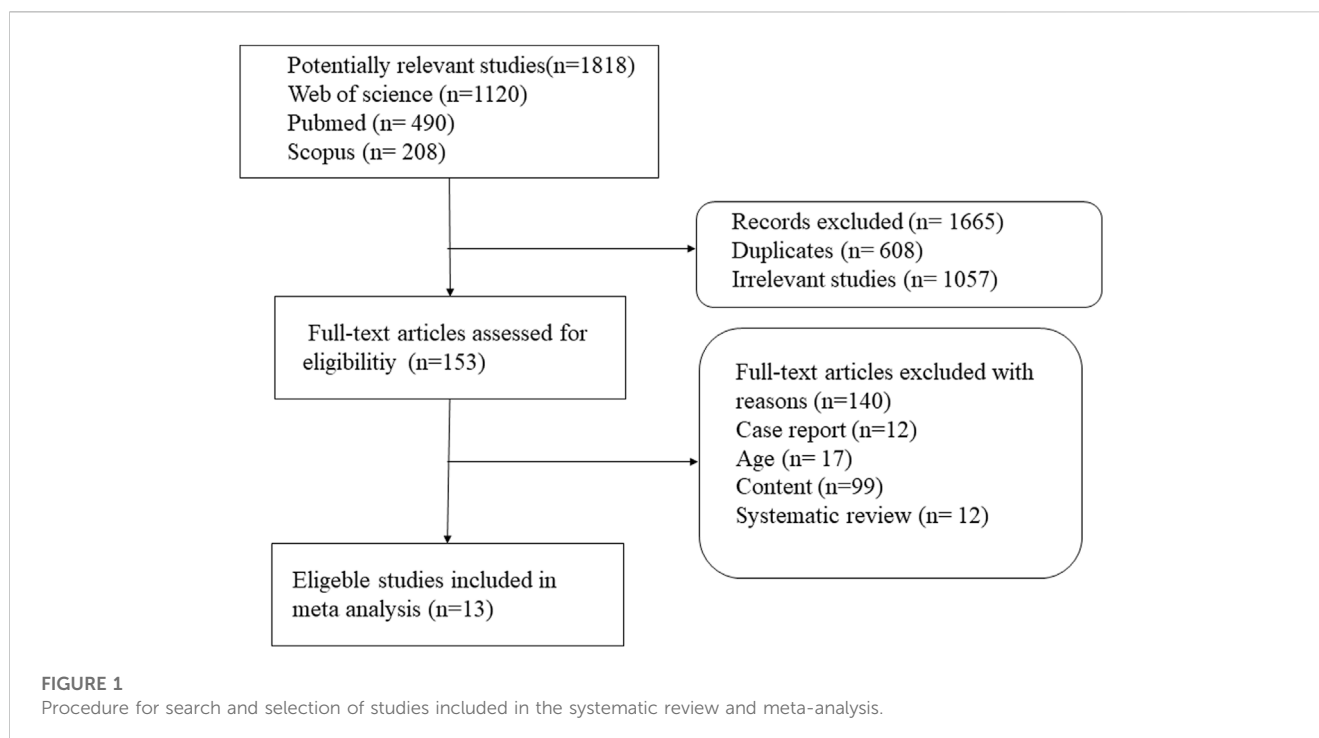 Potentially relevant studies(n=1818)
Web of science (n=1120)
Pubmed (n= 490)
Scopus (n= 208)
Records excluded (n= 1665)
Duplicates (n= 608)
Irrelevant studies (n= 1057)
Full-text articles assessed for
eligibilitiy (n=153)
Full-text articles excluded with
reasons (n=140)
Case report (n=12)
Age (n= 17)
Content (n=99)
Systematic review (n= 12)
Eligeble studies included in
meta analysis (n=13)
FIGURE 1
Procedure for search and selection of studies included in the systematic review and meta-analysis.